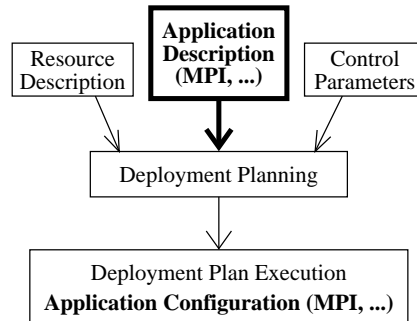 Resource
Description
Application
Description
(MPI, ...)
Control
Parameters
Deployment Planning
Deployment Plan Execution
Application Configuration (MPI, ...)